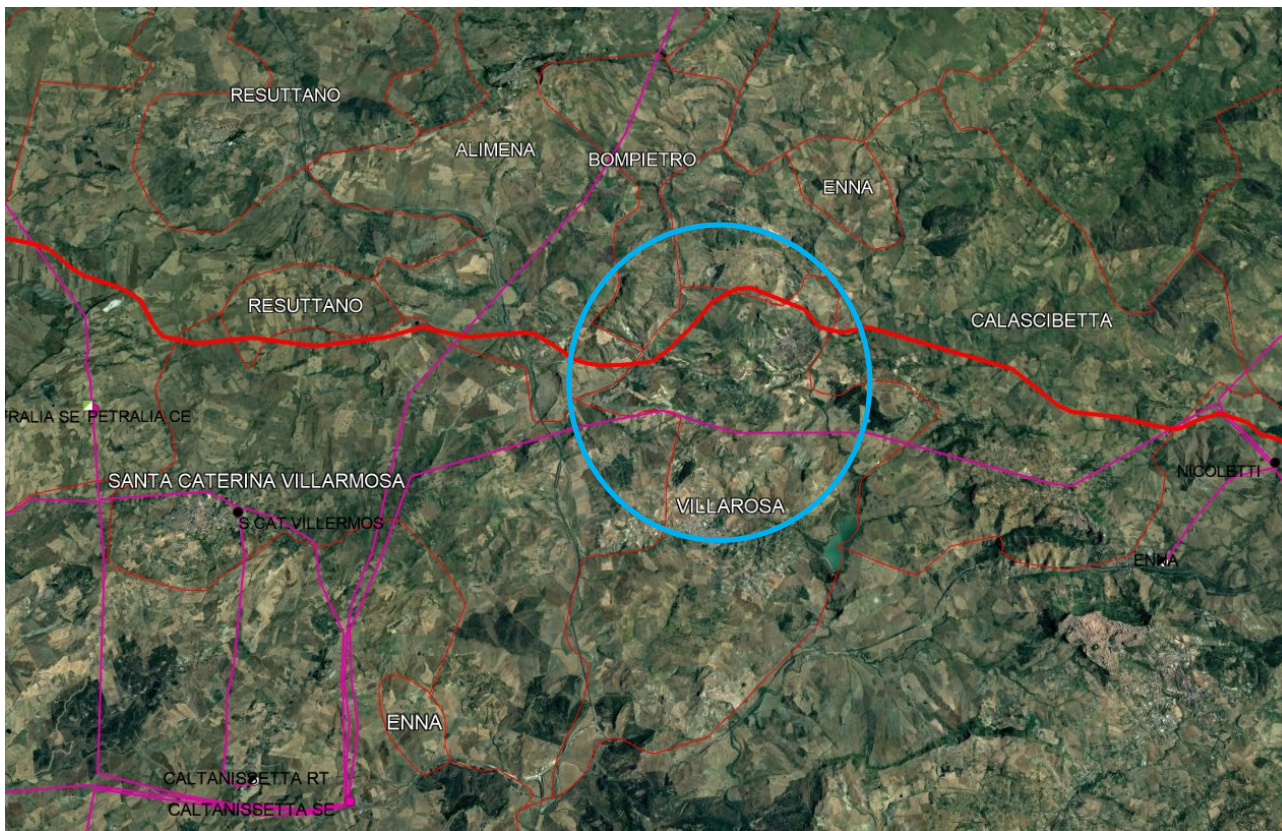 RESUTTANO
ALIMENA
BOMPIETRO
ENNA
RESUTTANO
CALASCIBETTA
FRALIA SE PETRALIA CE
SANTA CATERINA VILLARMOSA
NICOLETTI
VILLAROSA
S.CAT.VILLERMOS
ENNA
ENNA
CALTANISSETTA RT
CALTANISSETTA SE